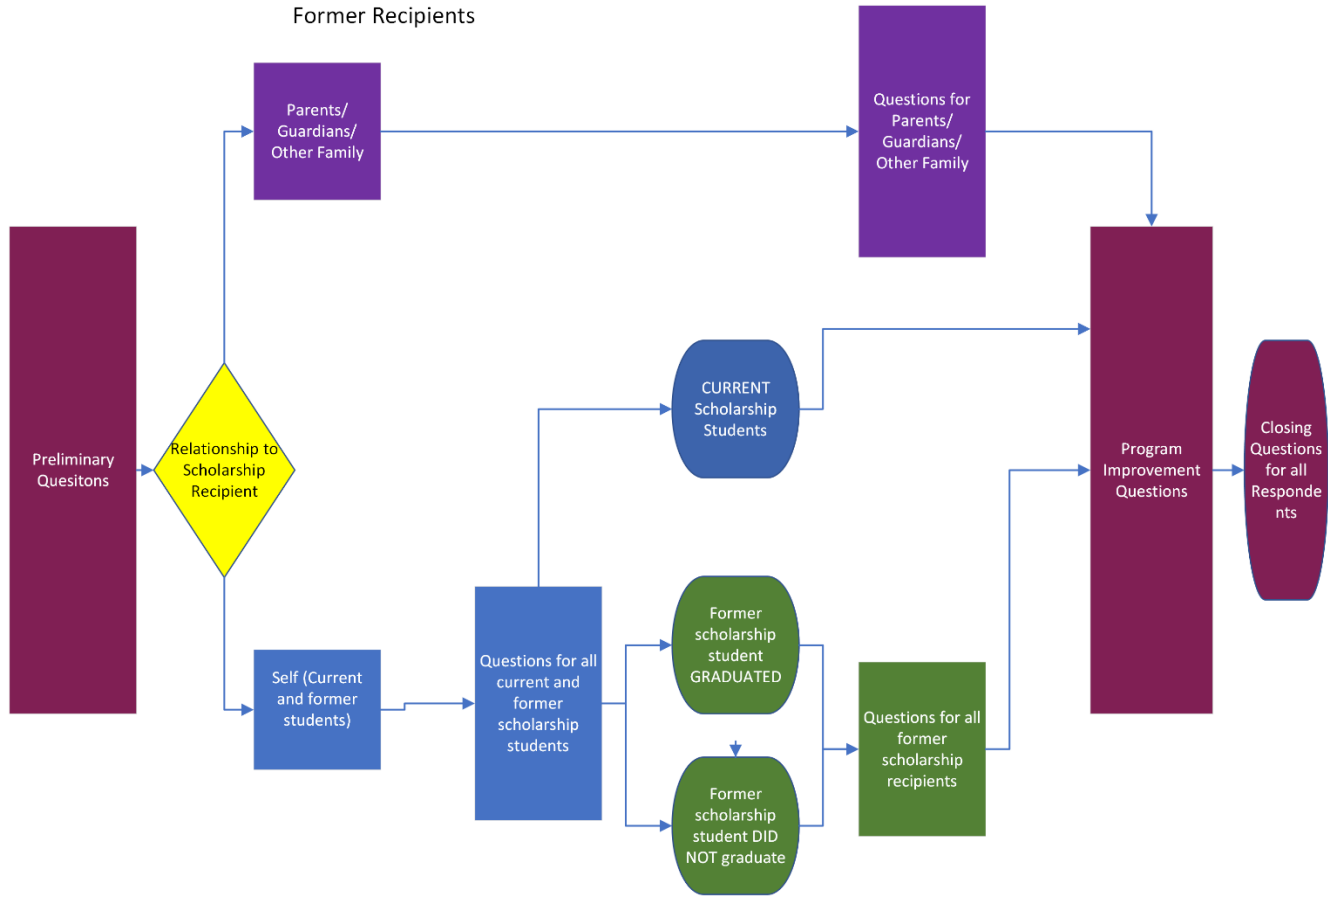 Former Recipients
Parents/
Guardians/
Other Family
Questions for
Parents/
Guardians/
Other Family
Preliminary
Quesitons
Relationship to
Scholarship
Recipient
CURRENT
Scholarship
Students
Program
Improvement
Questions
Closing
Questions
for all
Responde
nts
Self (Current
and former
students)
Questions for all
current and
former
scholarship
students
Former
scholarship
student
GRADUATED
Former
scholarship
student DID
NOT graduate
Questions for all
former
scholarship
recipients